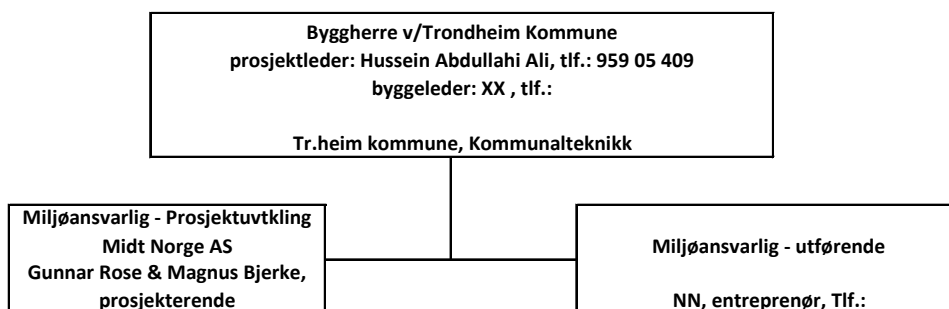 Byggherre v/Trondheim Kommune
prosjektleder: Hussein Abdullahi Ali, tlf.: 959 05 409
byggeleder: XX , tlf.:
Tr.heim kommune, Kommunalteknikk
Miljøansvarlig - Prosjektuvtkling
Midt Norge AS
Gunnar Rose & Magnus Bjerke,
prosjekterende
Miljøansvarlig - utførende
NN, entreprenør, Tlf.: